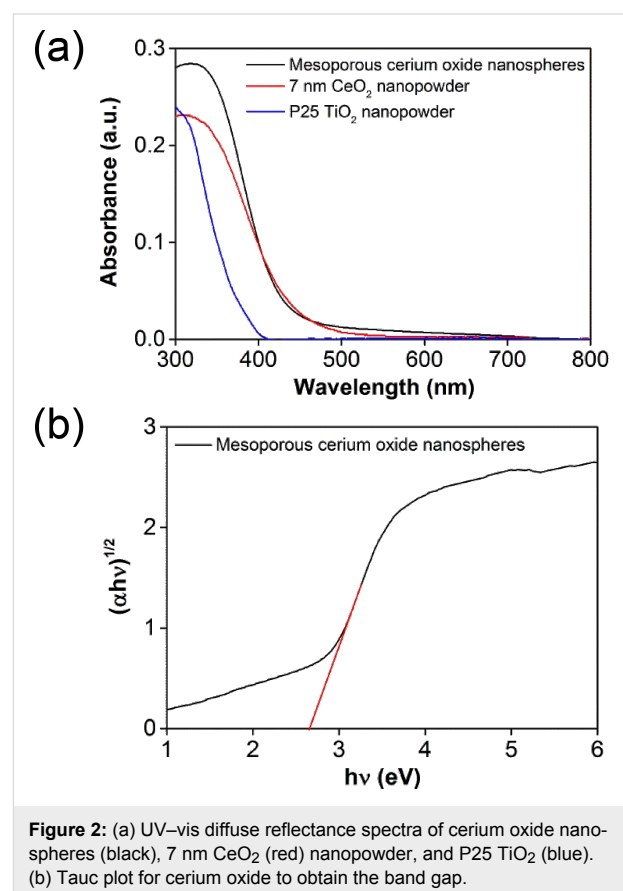 (a)
0.3
0.2
0.1
0.0
Absorbance (a.u.)
Mesoporous cerium oxide nanospheres
7 nm CeO₂ nanopowder
P25 TiO₂ nanopowder
300 400 500 600 700 800
Wavelength (nm)
(b)
3
2
1
0
(αhν)¹/²
Mesoporous cerium oxide nanospheres
1 2 3 4 5 6
hν (eV)
Figure 2: (a) UV–vis diffuse reflectance spectra of cerium oxide nano-
spheres (black), 7 nm CeO₂ (red) nanopowder, and P25 TiO₂ (blue).
(b) Tauc plot for cerium oxide to obtain the band gap.